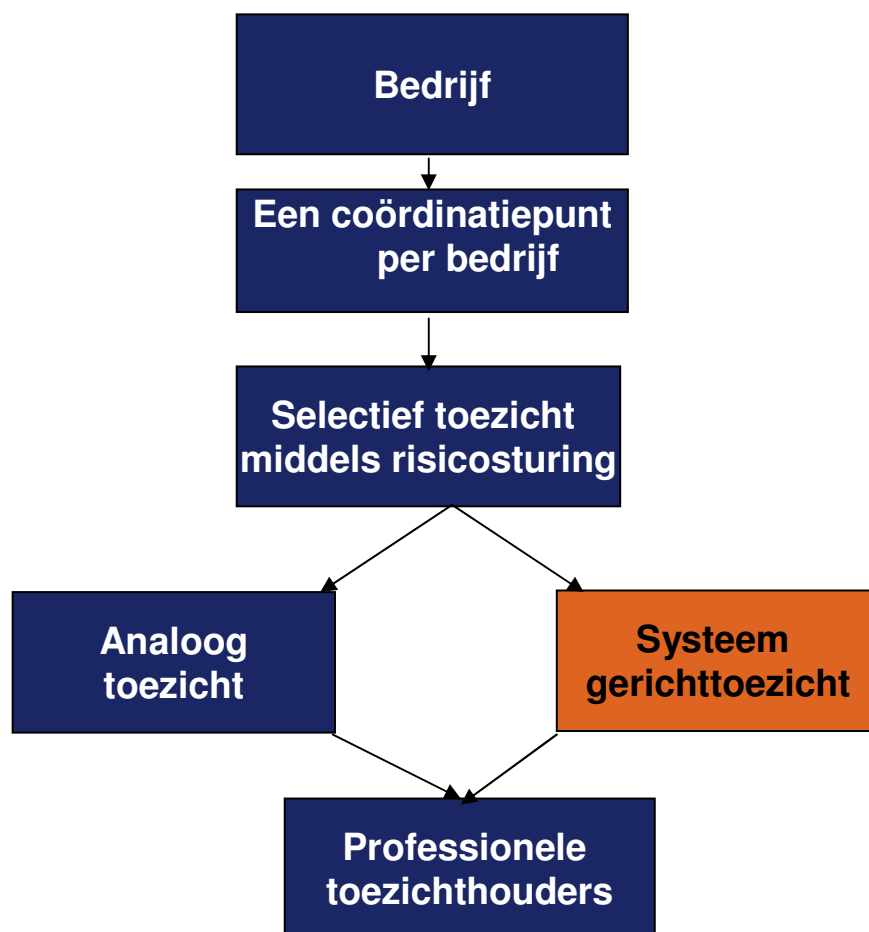 Bedrijf
Een coördinatiepunt
per bedrijf
Selectief toezicht
middels risicosturing
Analoog
toezicht
Systeem
gerichttoezicht
Professionele
toezichthouders